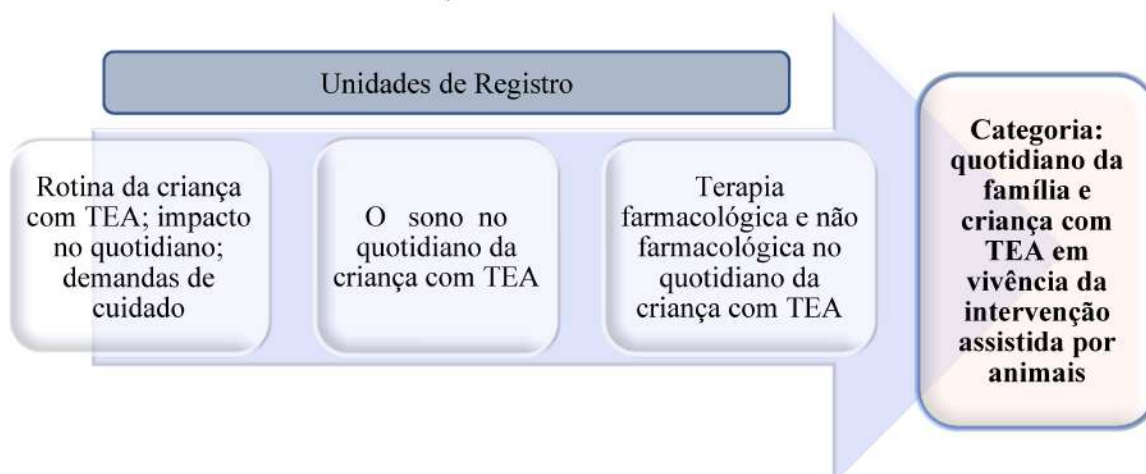 Unidades de Registro
Rotina da criança
com TEA; impacto
no quotidiano;
demandas de
cuidado
O sono no
quotidiano da
criança com TEA
Terapia
farmacológica e não
farmacológica no
quotidiano da
criança com TEA
Categoria:
quotidiano da
família e
criança com
TEA em
vivência da
intervenção
assistida por
animais